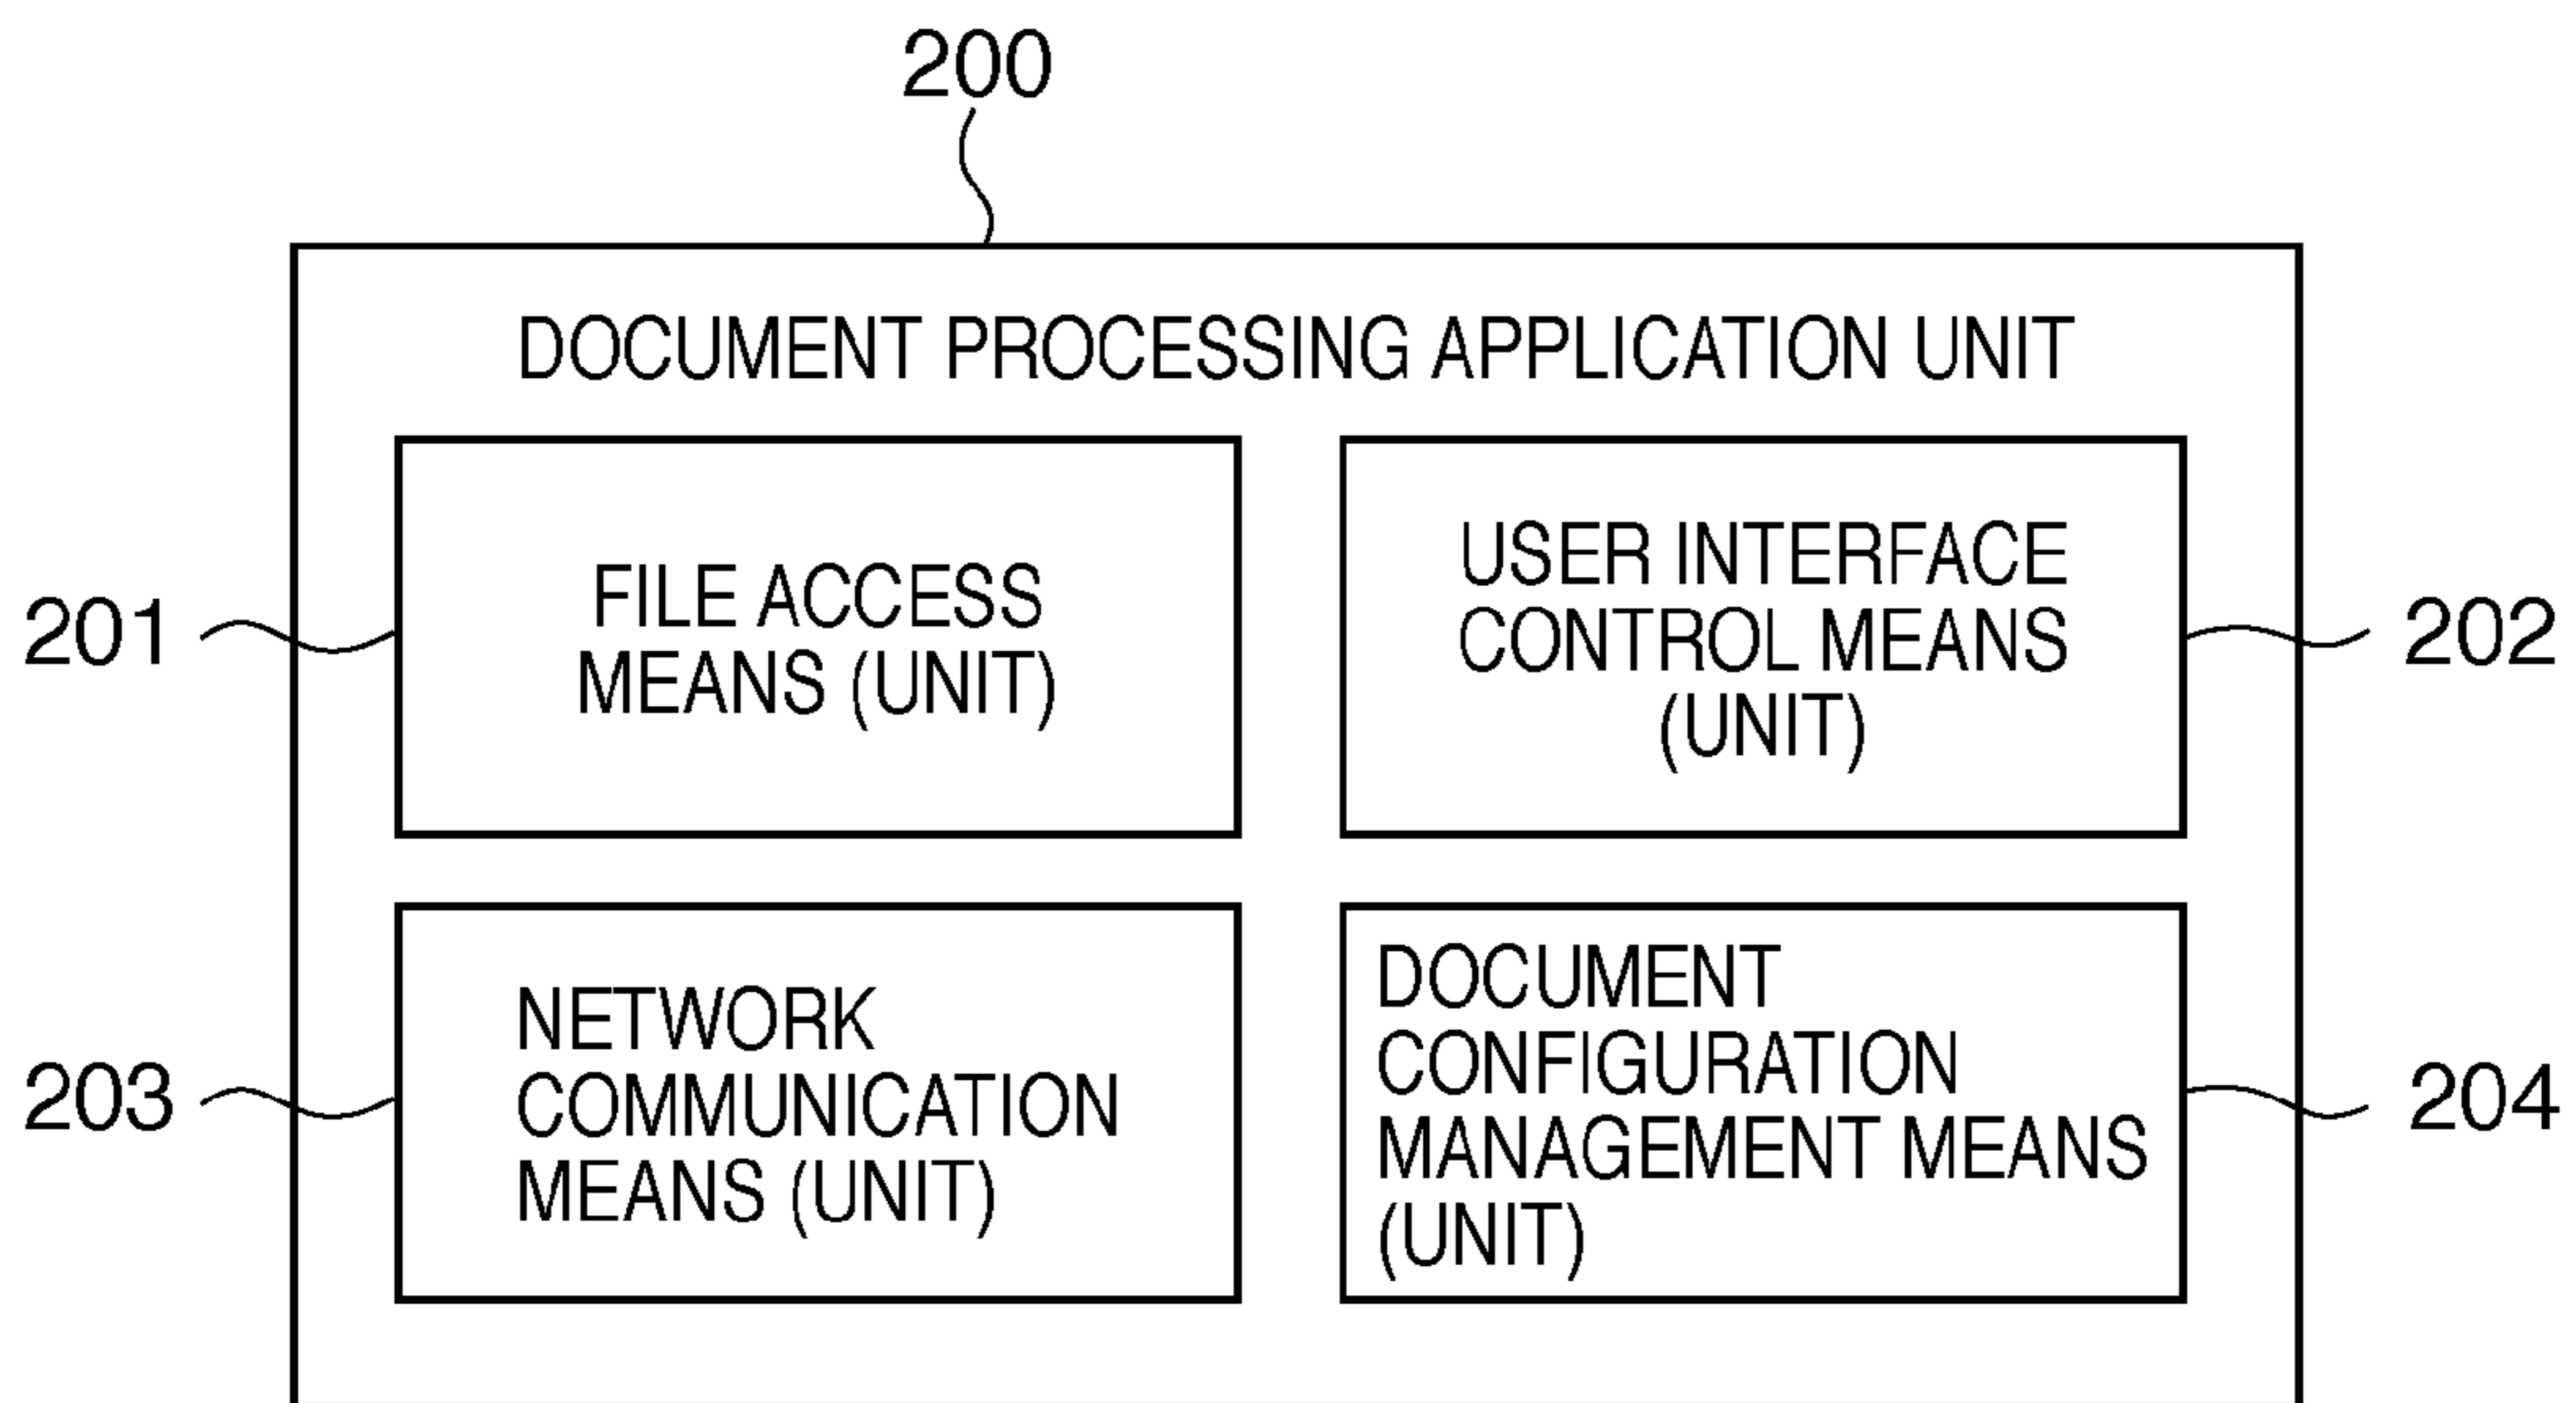 200
DOCUMENT PROCESSING APPLICATION UNIT
201
FILE ACCESS
MEANS (UNIT)
USER INTERFACE
CONTROL MEANS
(UNIT)
202
203
NETWORK
COMMUNICATION
MEANS (UNIT)
DOCUMENT
CONFIGURATION
MANAGEMENT MEANS
(UNIT)
204